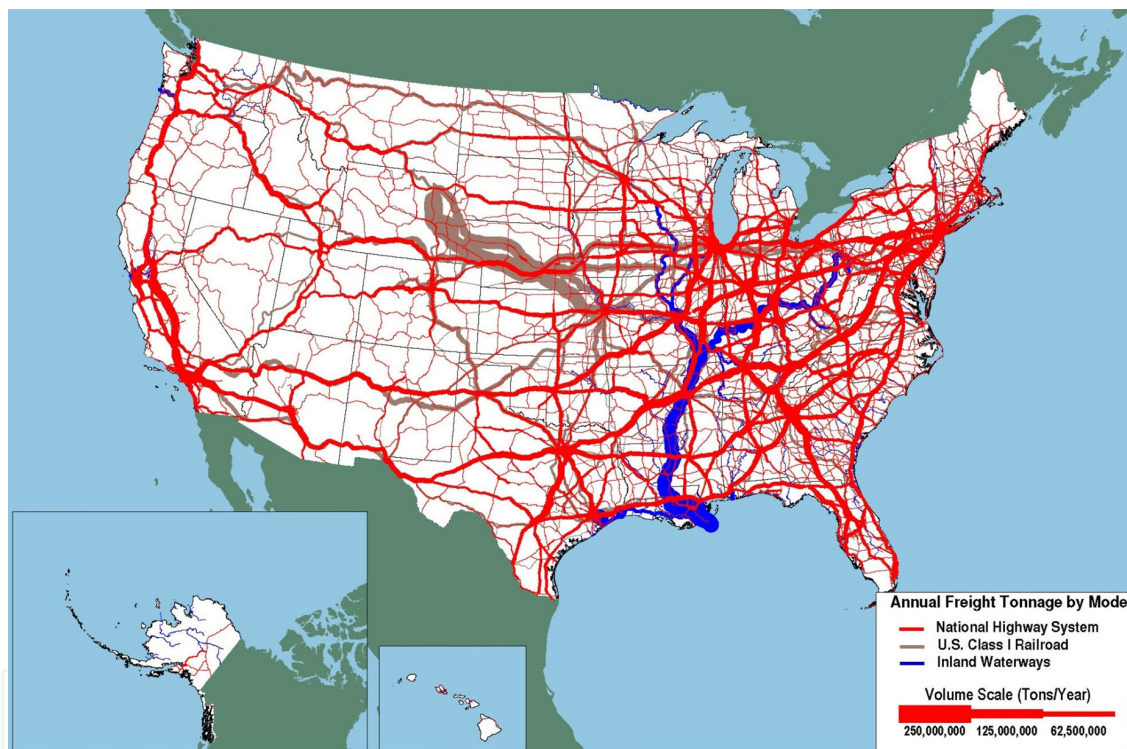 Annual Freight Tonnage by Mode
National Highway System
U.S. Class I Railroad
Inland Waterways
Volume Scale (Tons/Year)
250,000,000 125,000,000 62,500,000